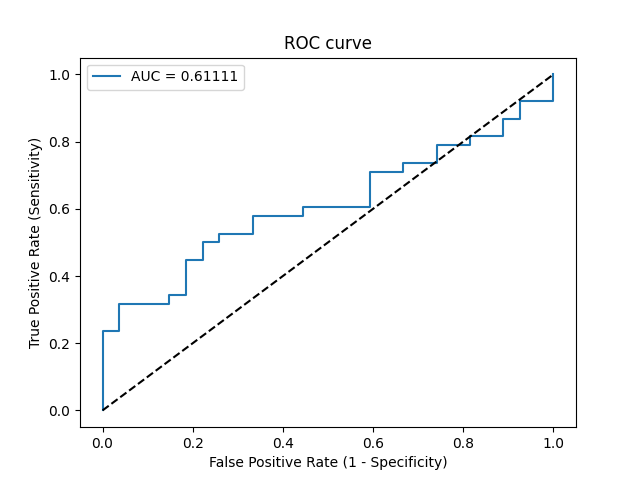 ROC curve
AUC = 0.61111
True Positive Rate (Sensitivity)
1.0
0.8
0.6
0.4
0.2
0.0
0.0 0.2 0.4 0.6 0.8 1.0
False Positive Rate (1 - Specificity)